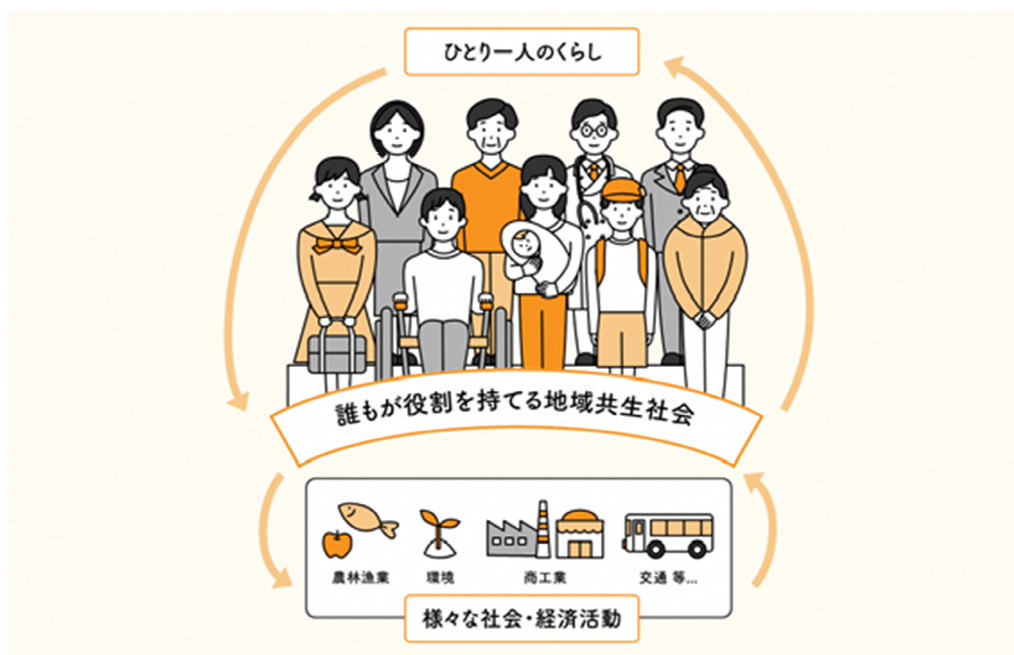 ひとり一人のくらし
誰もが役割を持てる地域共生社会
農林漁業
環境
商工業
交通 等...
様々な社会・経済活動